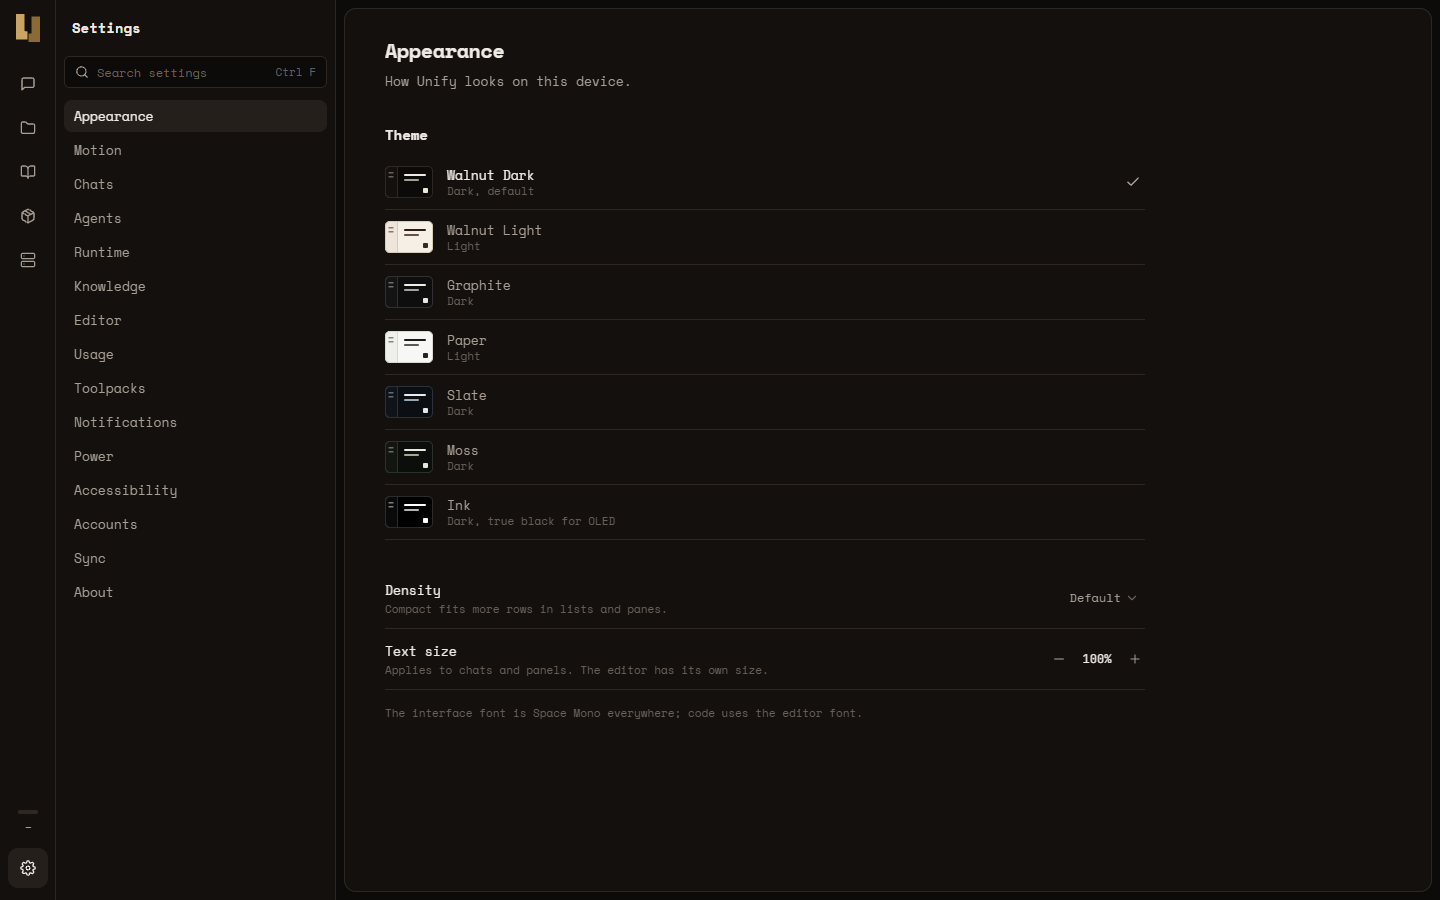 Settings
Search settings Ctrl F
Appearance
Motion
Chats
Agents
Runtime
Knowledge
Editor
Usage
Toolpacks
Notifications
Power
Accessibility
Accounts
Sync
About
–
Appearance
How Unify looks on this device.
Theme
Walnut Dark
Dark, default
Walnut Light
Light
Graphite
Dark
Paper
Light
Slate
Dark
Moss
Dark
Ink
Dark, true black for OLED
Density
Compact fits more rows in lists and panes.
Default
Text size
Applies to chats and panels. The editor has its own size.
100%
The interface font is Space Mono everywhere; code uses the editor font.